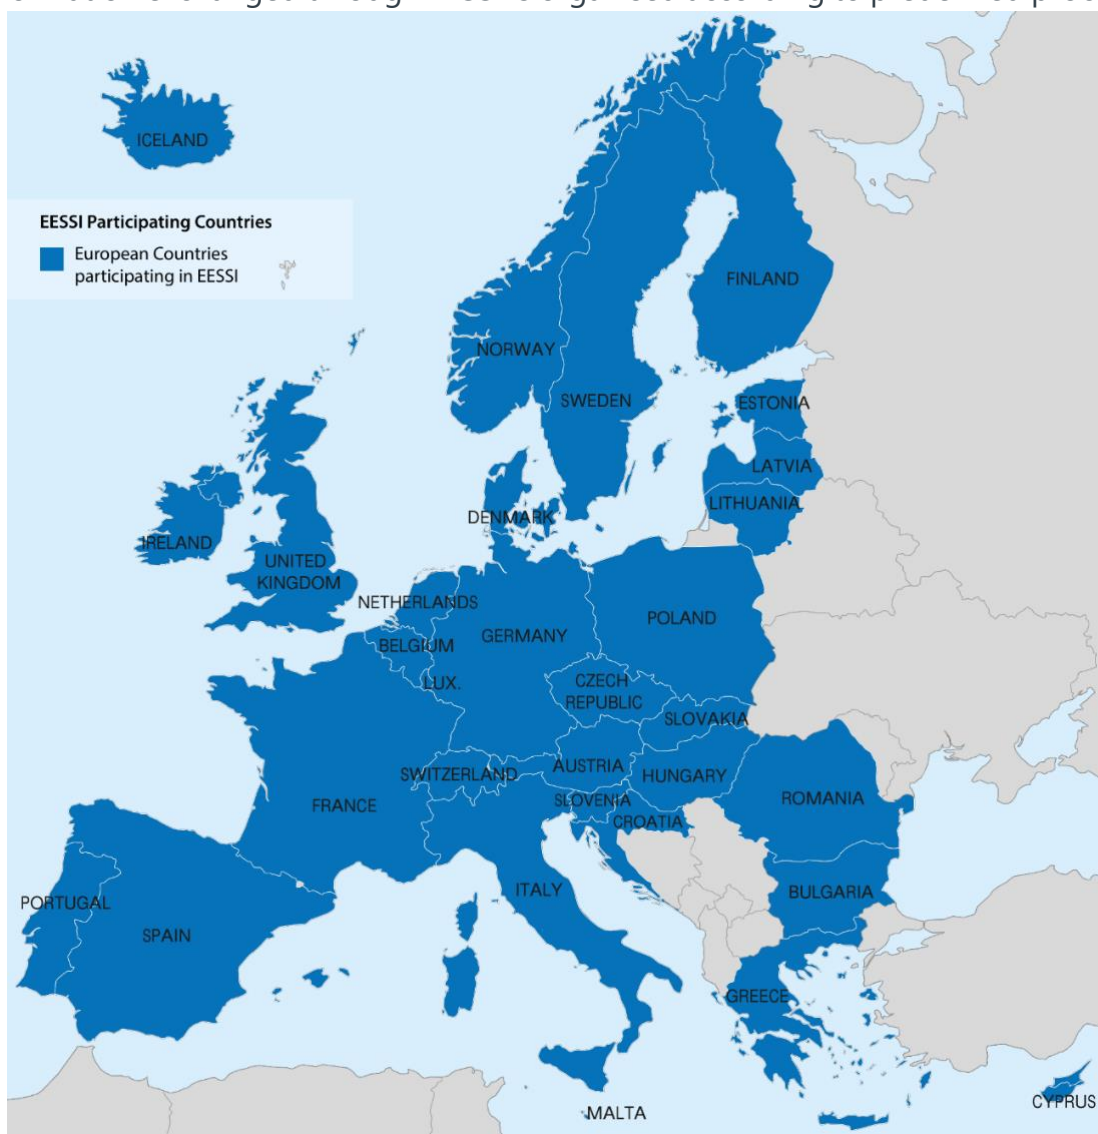 ICELAND
EESSI Participating Countries
European Countries
participating in EESSI
FINLAND
NORWAY
SWEDEN
ESTONIA
LATVIA
LITHUANIA
DENMARK
IRELAND
UNITED
KINGDOM
NETHERLANDS
BELGIUM
LUX.
GERMANY
POLAND
CZECH
REPUBLIC
SLOVAKIA
SWITZERLAND
AUSTRIA
HUNGARY
FRANCE
SLOVENIA
CROATIA
ROMANIA
ITALY
BULGARIA
PORTUGAL
SPAIN
GREECE
MALTA
CYPRUS